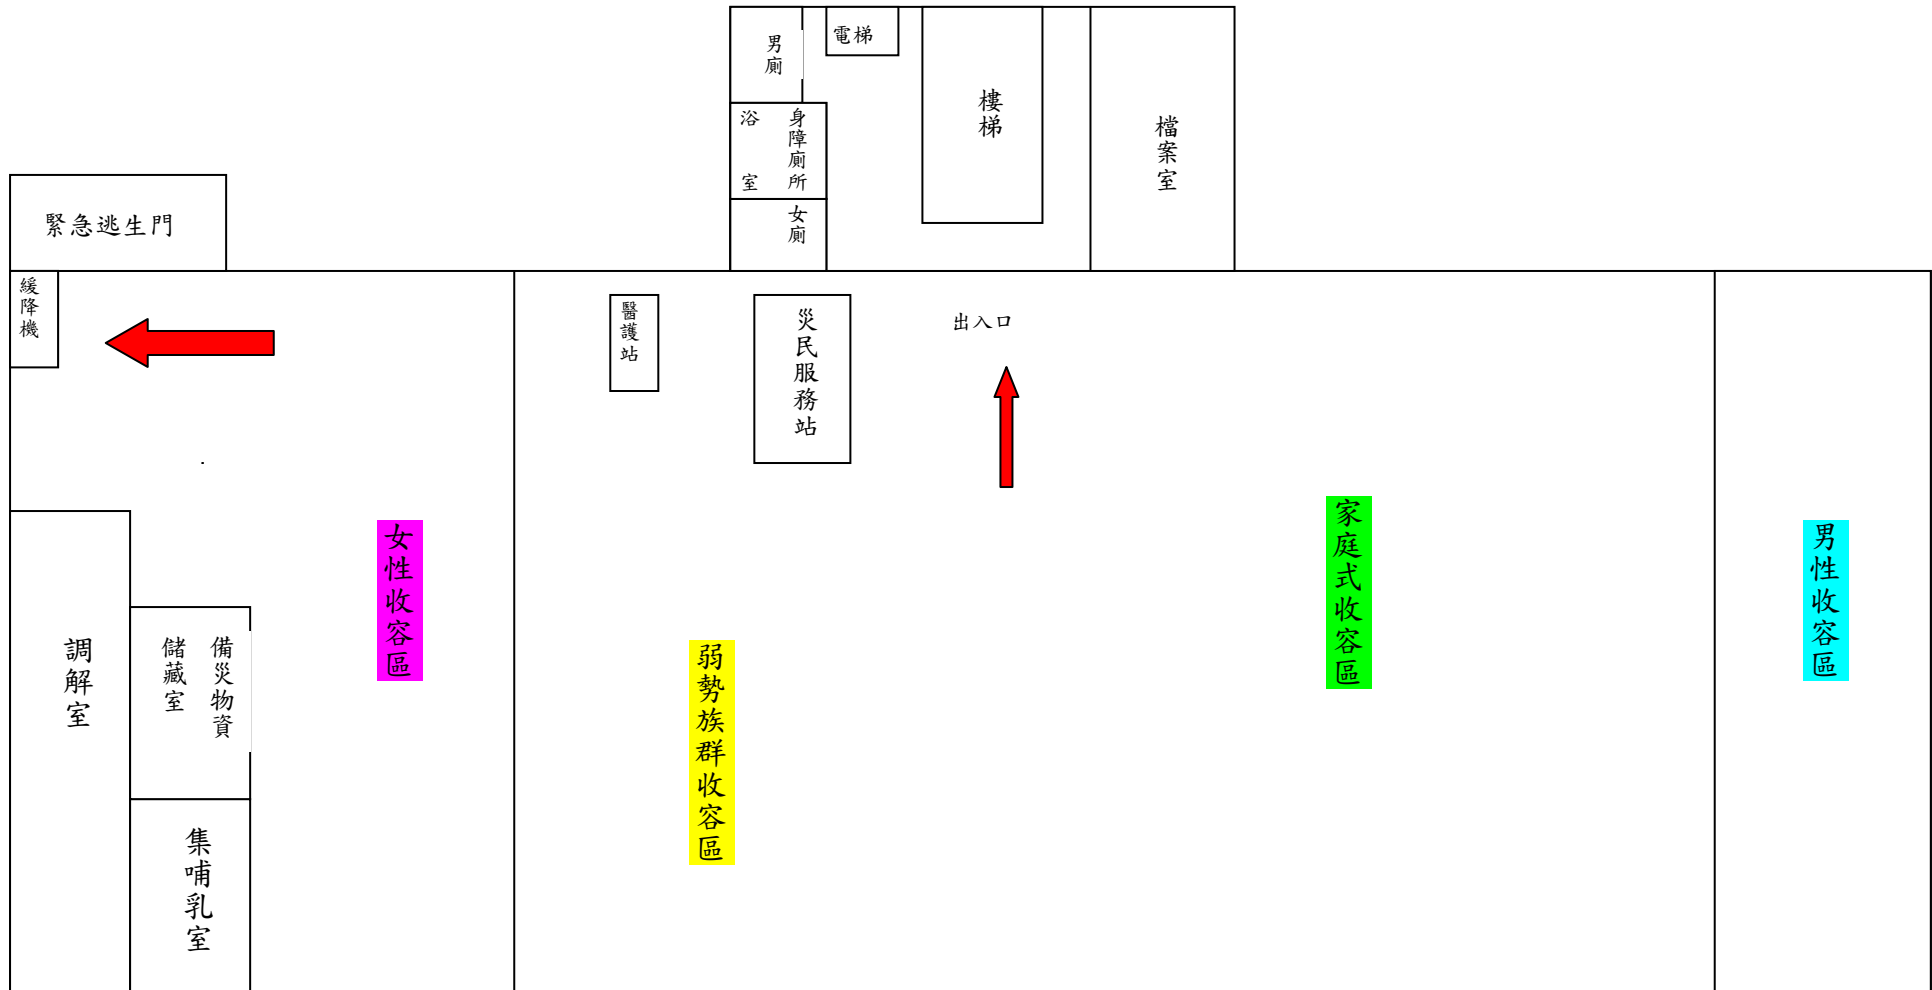 男廁
電梯
樓梯
檔案室
身障廁所
浴室
女廁
緊急逃生門
緩降機
醫護站
災民服務站
出入口
女性收容區
弱勢族群收容區
家庭式收容區
男性收容區
調解室
備災物資
儲藏室
集哺乳室